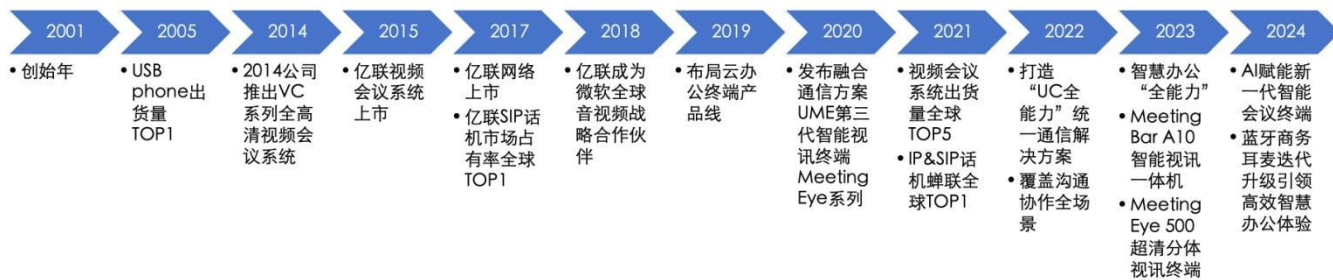 2001
• 创始年
2005
• USB
phone出
货量
TOP1
2014
• 2014公司
推出VC
系列全高
清视频会
议系统
2015
• 亿联视频
会议系统
上市
2017
• 亿联网络
上市
• 亿联SIP话
机市场占
有率全球
TOP1
2018
• 亿联成为
微软全球
音视频战
略合作伙
伴
2019
• 布局云办
公终端产
品线
2020
• 发布融合
通信方案
UME第三
代智能视
讯终端
Meeting
Eye系列
2021
• 视频会议
系统出货
量全球
TOP5
• IP&SIP话
机蝉联全
球TOP1
2022
• 打造
“UC全
能力”统
一通信解
决方案
• 覆盖沟通
协作全场
景
2023
• 智慧办公
“全能力”
• Meeting
Bar A10
智能视讯
一体机
• Meeting
Eye 500
超清分体
视讯终端
2024
• AI赋能新
一代智能
会议终端
• 蓝牙商务
耳麦迭代
升级引领
高效智慧
办公体验